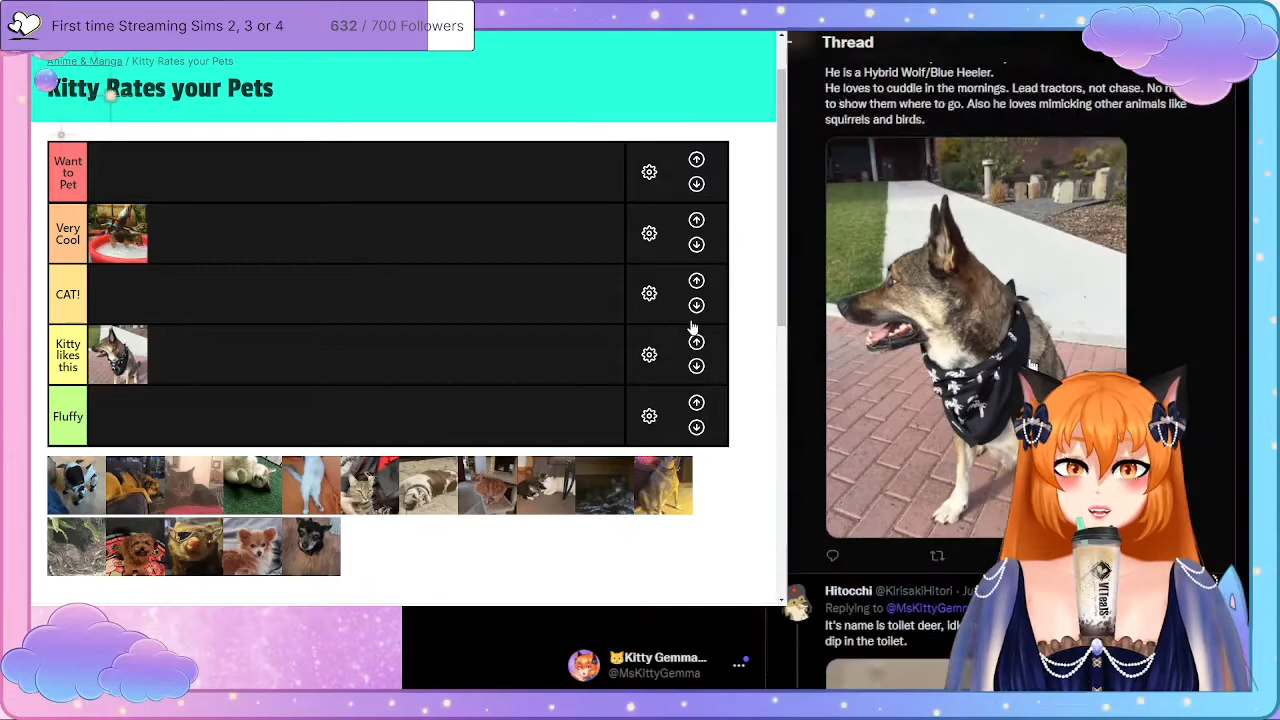 First time Streaming Sims 2, 3 or 4
632 / 700 Followers
Anime & Manga / Kitty Rates your Pets
Kitty Rates your Pets
Want
to
Pet
Very
Cool
CAT!
Kitty
likes
this
Fluffy
Thread
He is a Hybrid Wolf/Blue Heeler.
He loves to cuddle in the mornings. Lead tractors, not chase. No
to show them where to go. Also he loves mimicking other animals like
squirrels and birds.
Hitocchi @KirisakiHitori
Replying to @MsKittyGemm
It's name is toilet deer,
dip in the toilet.
🐱Kitty Gemma...
@MsKittyGemma